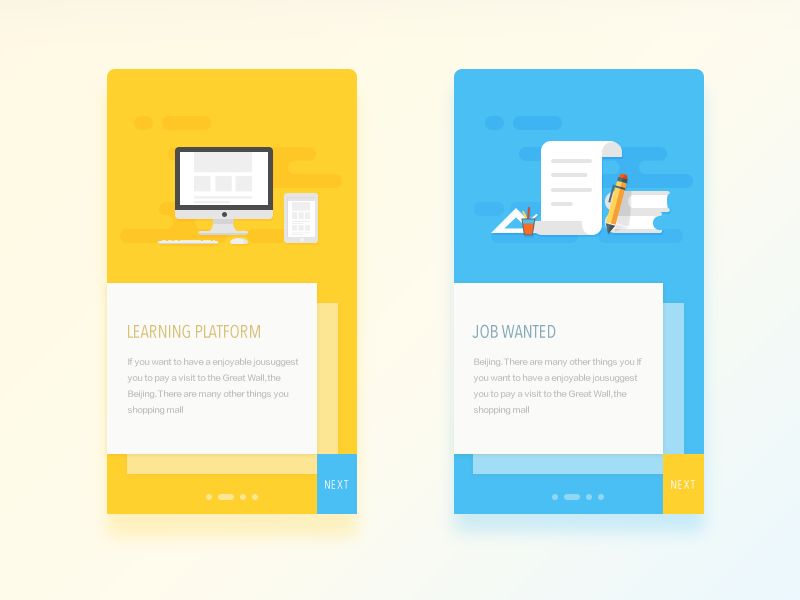 LEARNING PLATFORM
If you want to have a enjoyable jousuggest
you to pay a visit to the Great Wall,the
Beijing. There are many other things you
shopping mall
NEXT
JOB WANTED
Beijing. There are many other things you If
you want to have a enjoyable jousuggest
you to pay a visit to the Great Wall,the
shopping mall
NEXT